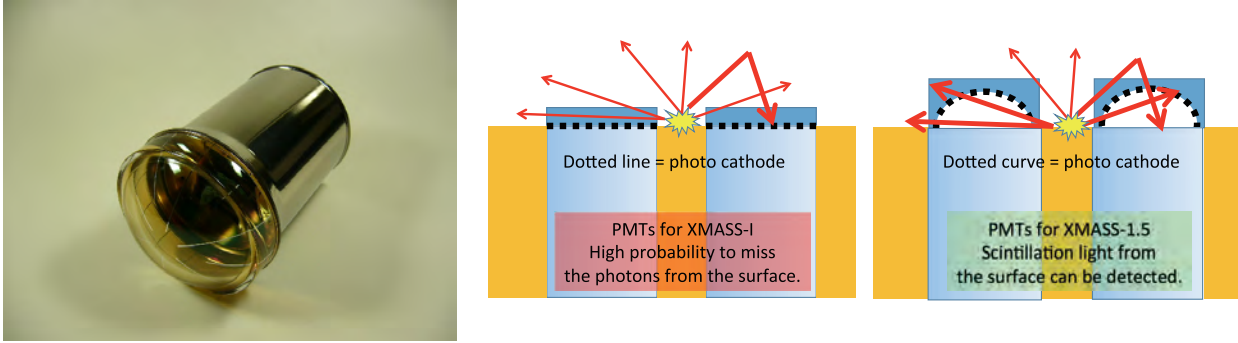 Dotted line = photo cathode
PMTs for XMASS-I
High probability to miss
the photons from the surface.
Dotted curve = photo cathode
PMTs for XMASS-1.5
Scintillation light from
the surface can be detected.